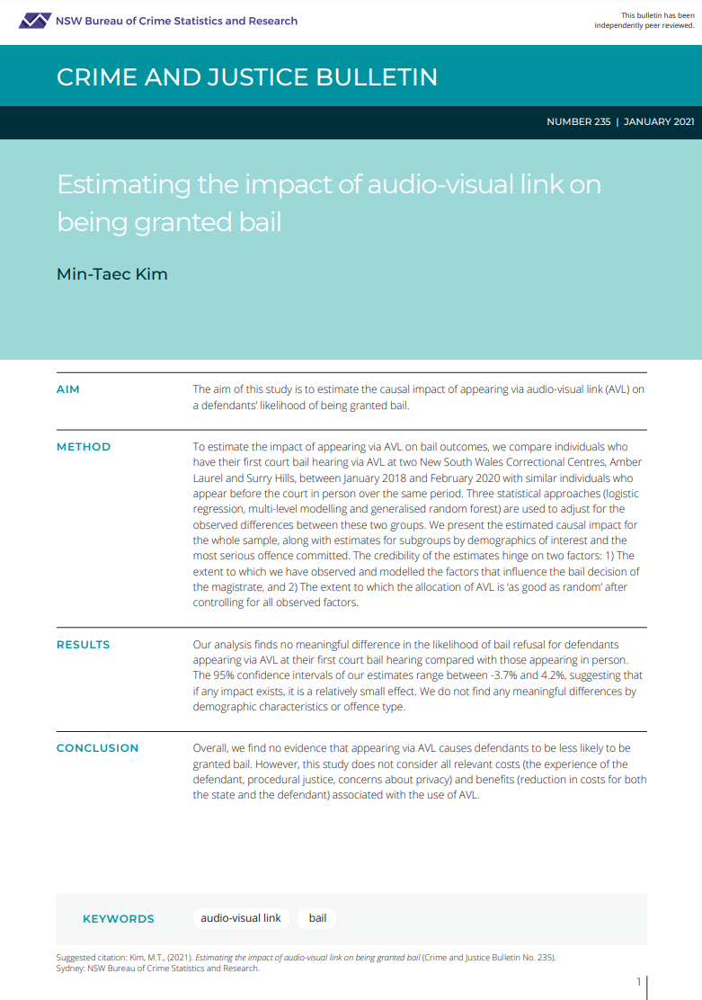 NSW Bureau of Crime Statistics and Research
This bulletin has been
independently peer reviewed.
CRIME AND JUSTICE BULLETIN
NUMBER 235 | JANUARY 2021
Estimating the impact of audio-visual link on
being granted bail
Min-Taec Kim
AIM
The aim of this study is to estimate the causal impact of appearing via audio-visual link (AVL) on
a defendants' likelihood of being granted bail.
METHOD
To estimate the impact of appearing via AVL on bail outcomes, we compare individuals who
have their first court bail hearing via AVL at two New South Wales Correctional Centres, Amber
Laurel and Surry Hills, between January 2018 and February 2020 with similar individuals who
appear before the court in person over the same period. Three statistical approaches (logistic
regression, multi-level modelling and generalised random forest) are used to adjust for the
observed differences between these two groups. We present the estimated causal impact for
the whole sample, along with estimates for subgroups by demographics of interest and the
most serious offence committed. The credibility of the estimates hinge on two factors: 1) The
extent to which we have observed and modelled the factors that influence the bail decision of
the magistrate, and 2) The extent to which the allocation of AVL is 'as good as random' after
controlling for all observed factors.
RESULTS
Our analysis finds no meaningful difference in the likelihood of bail refusal for defendants
appearing via AVL at their first court bail hearing compared with those appearing in person.
The 95% confidence intervals of our estimates range between -3.7% and 4.2%, suggesting that
if any impact exists, it is a relatively small effect. We do not find any meaningful differences by
demographic characteristics or offence type.
CONCLUSION
Overall, we find no evidence that appearing via AVL causes defendants to be less likely to be
granted bail. However, this study does not consider all relevant costs (the experience of the
defendant, procedural justice, concerns about privacy) and benefits (reduction in costs for both
the state and the defendant) associated with the use of AVL.
KEYWORDS
audio-visual link
bail
Suggested citation: Kim, M.T., (2021). Estimating the impact of audio-visual link on being granted bail (Crime and Justice Bulletin No. 235).
Sydney: NSW Bureau of Crime Statistics and Research.
1